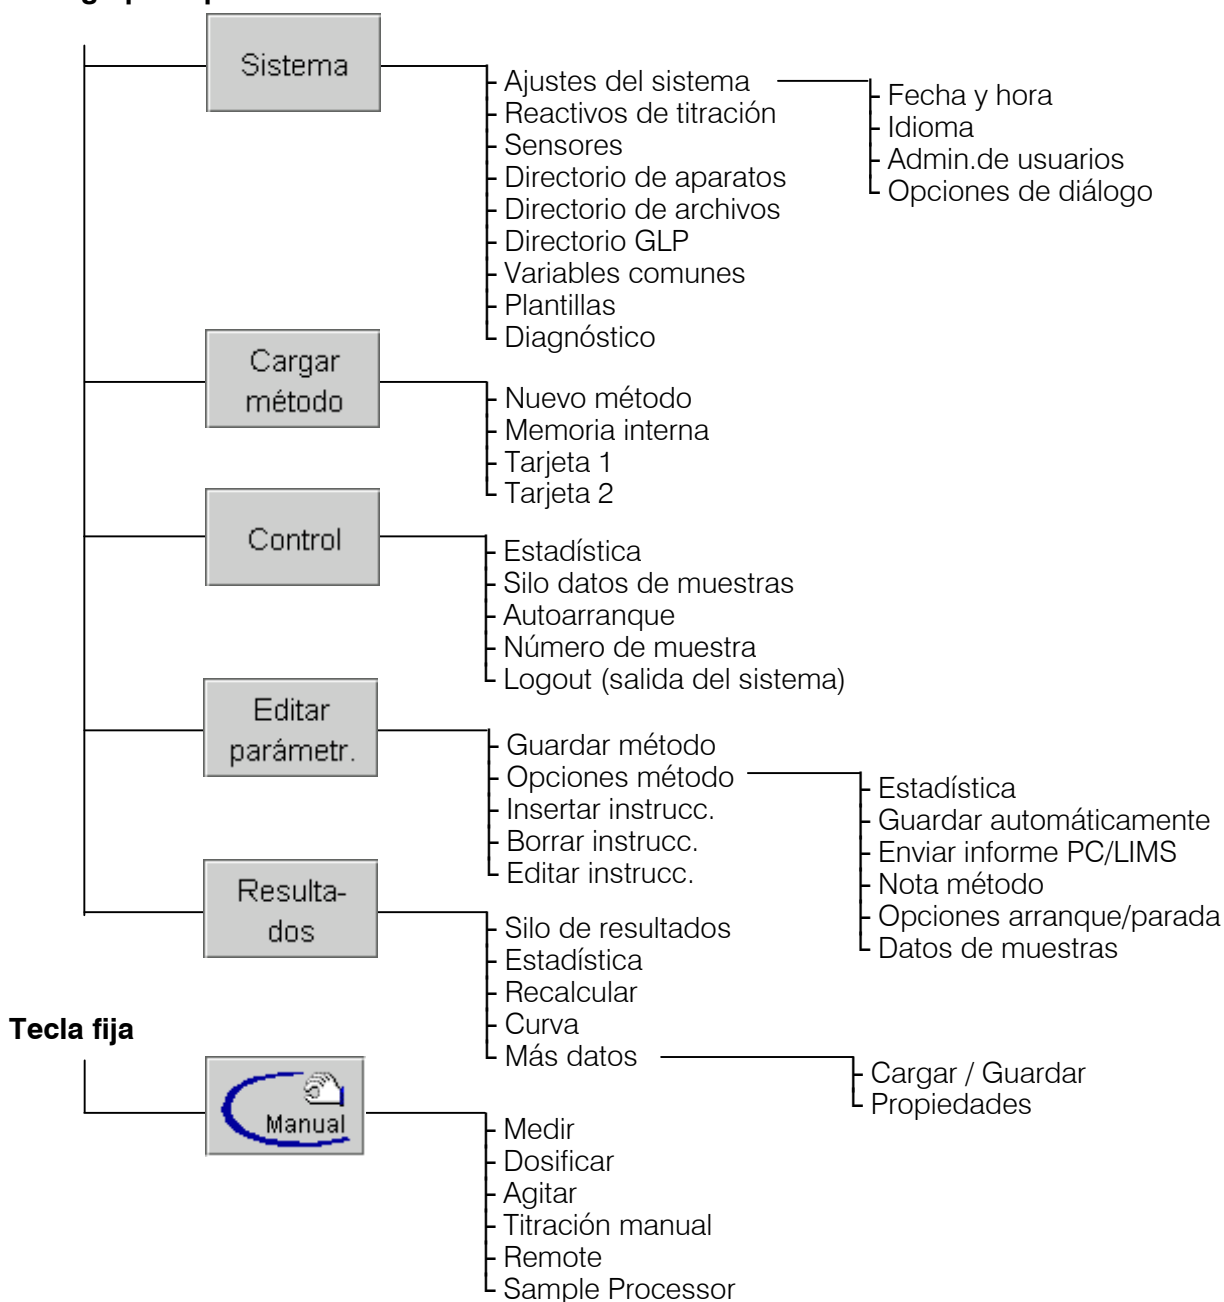 Sistema
- Ajustes del sistema
- Reactivos de titración
- Sensores
- Directorio de aparatos
- Directorio de archivos
- Directorio GLP
- Variables comunes
- Plantillas
- Diagnóstico
- Fecha y hora
- Idioma
- Admin.de usuarios
- Opciones de diálogo
Cargar
método
- Nuevo método
- Memoria interna
- Tarjeta 1
- Tarjeta 2
Control
- Estadística
- Silo datos de muestras
- Autoarranque
- Número de muestra
- Logout (salida del sistema)
Editar
parámetr.
- Guardar método
- Opciones método
- Insertar instrucc.
- Borrar instrucc.
- Editar instrucc.
- Estadística
- Guardar automáticamente
- Enviar informe PC/LIMS
- Nota método
- Opciones arranque/parada
- Datos de muestras
Resulta-
dos
- Silo de resultados
- Estadística
- Recalcular
- Curva
- Más datos
- Cargar / Guardar
- Propiedades
Tecla fija
Manual
- Medir
- Dosificar
- Agitar
- Titración manual
- Remote
- Sample Processor